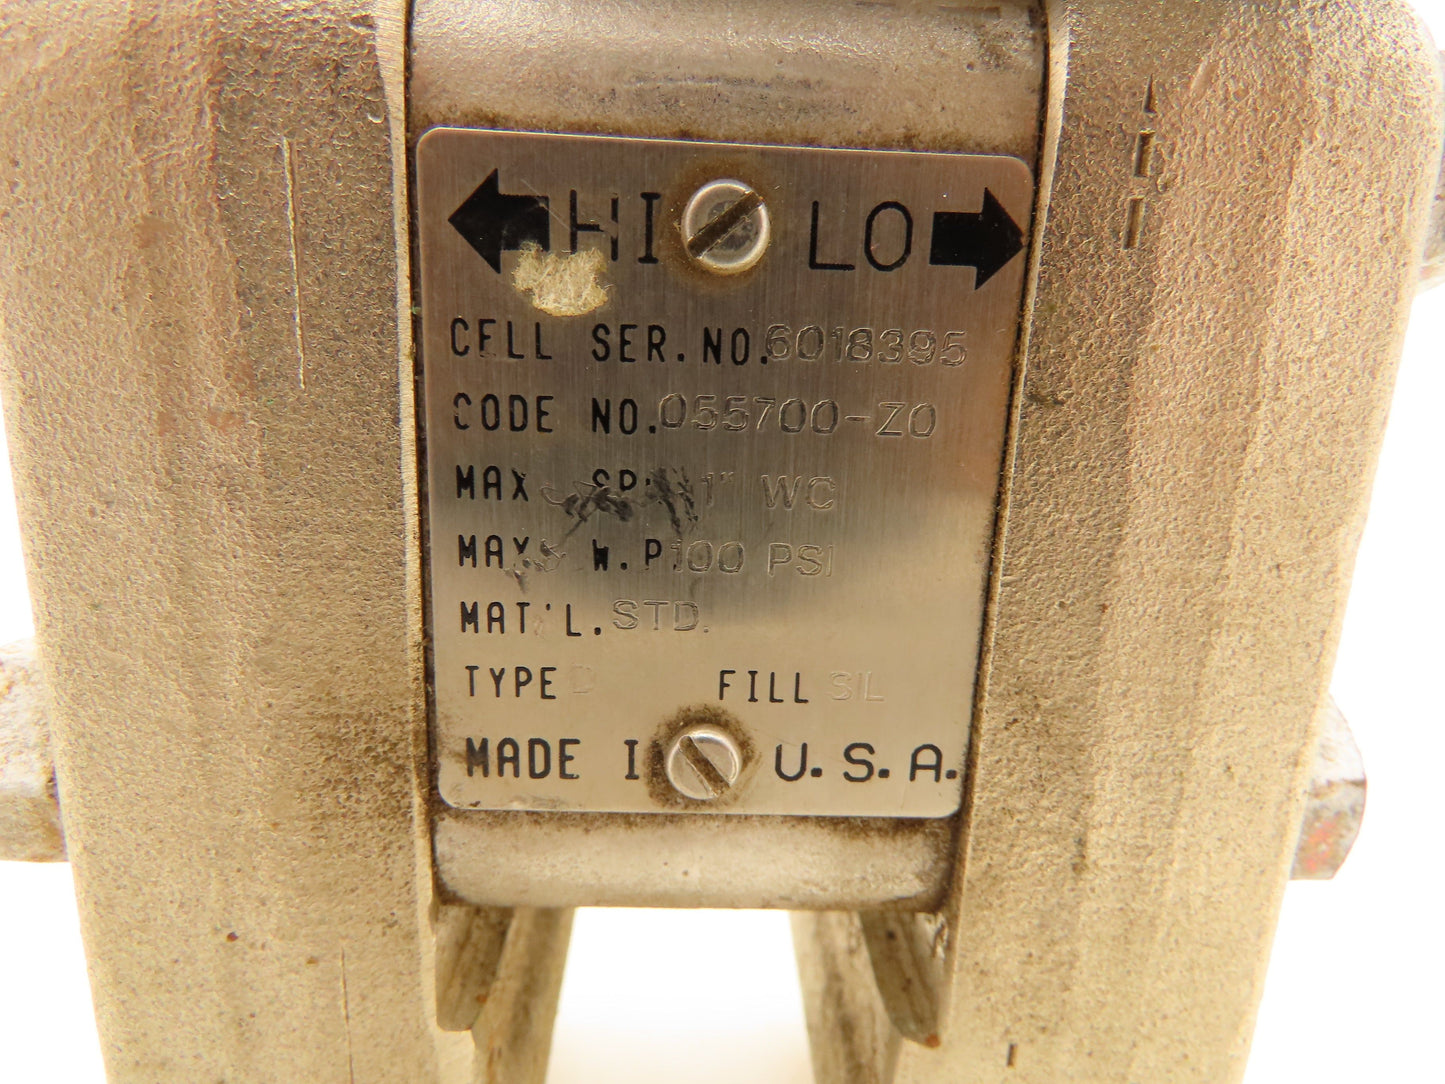 HI LO
CELL SER. NO. 6018395
CODE NO. 055700-Z0
MAX 1" WC
MAX. W.P. 100 PSI
MAT'L. STD.
TYPE D FILL SIL
MADE I U.S.A.